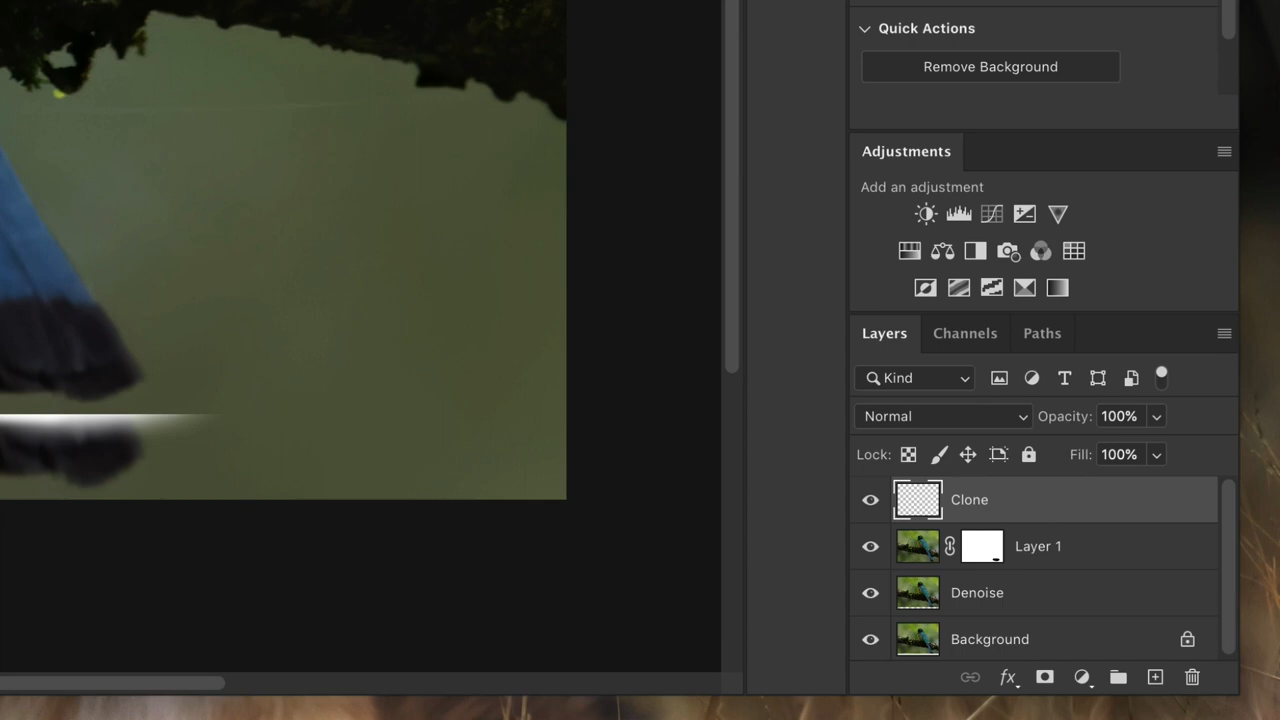 Quick Actions
Remove Background
Adjustments
Add an adjustment
Layers Channels Paths
Kind
Normal Opacity: 100%
Lock: Fill: 100%
Clone
Layer 1
Denoise
Background
fx